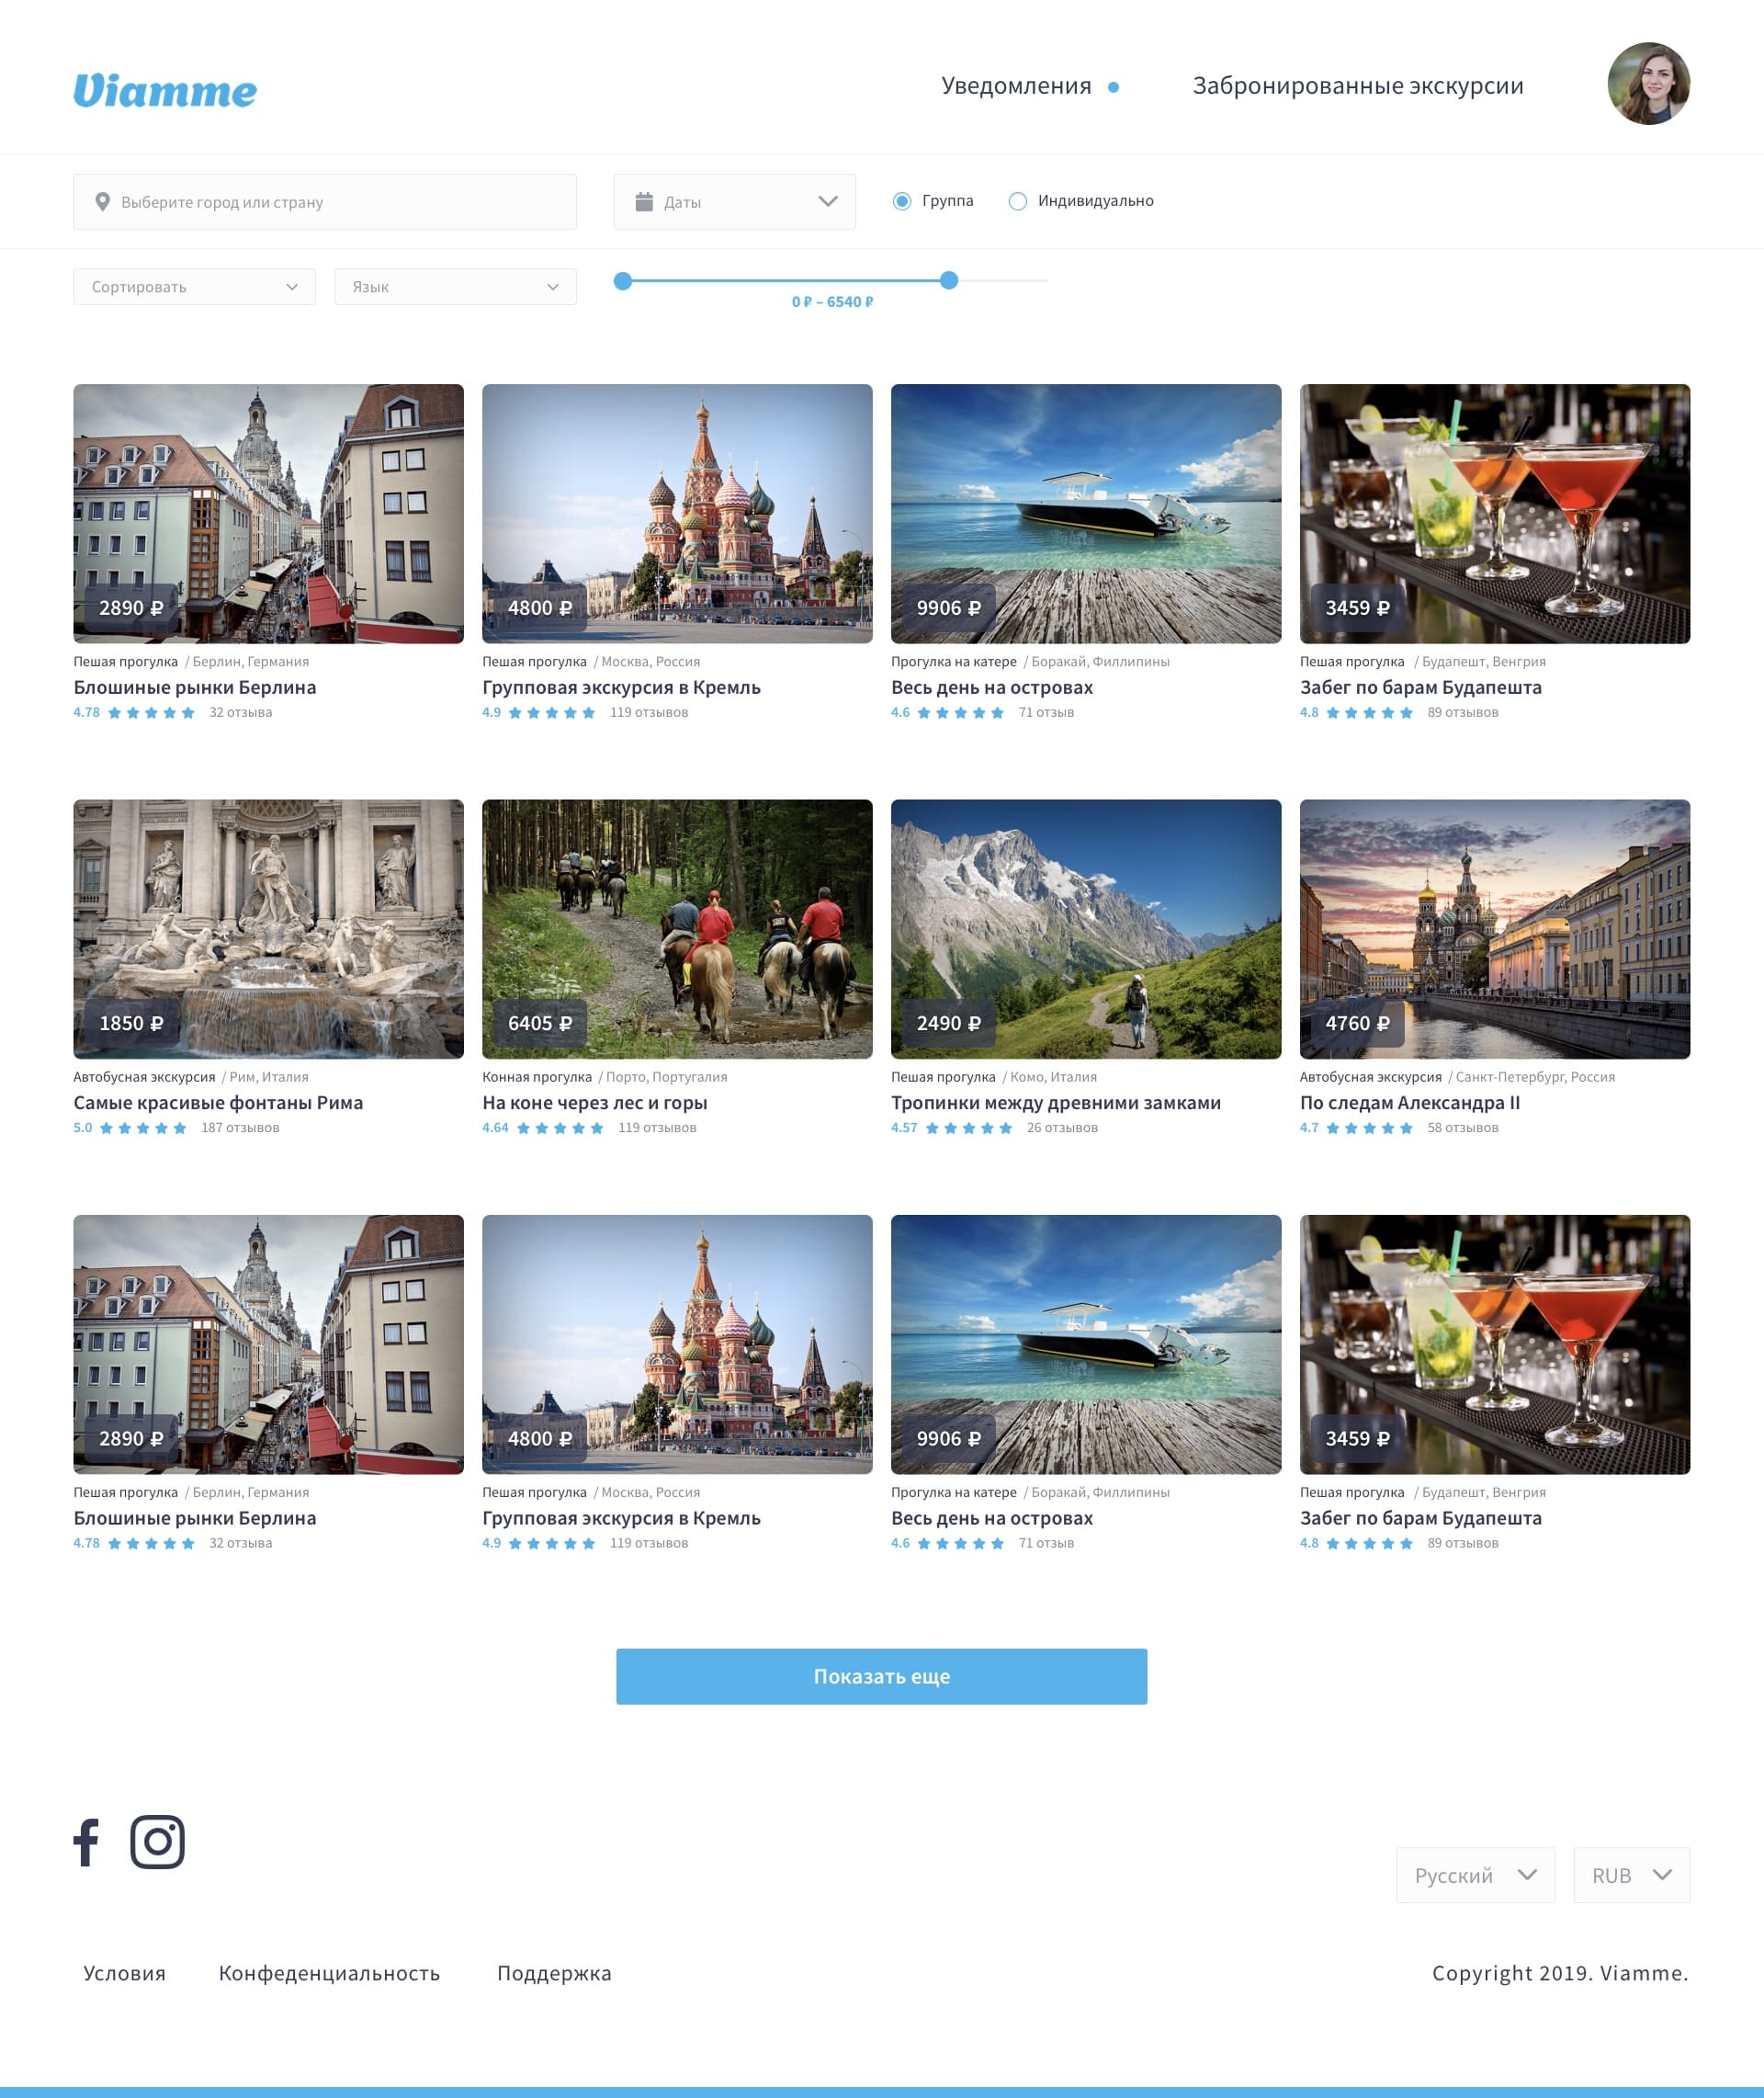 Viamme
Уведомления
Забронированные экскурсии
Выберите город или страну
Даты
Группа
Индивидуально
Сортировать
Язык
0 ₽ – 6540 ₽
2890 ₽
Пешая прогулка / Берлин, Германия
Блошиные рынки Берлина
4.78 32 отзыва
4800 ₽
Пешая прогулка / Москва, Россия
Групповая экскурсия в Кремль
4.9 119 отзывов
9906 ₽
Прогулка на катере / Боракай, Филлипины
Весь день на островах
4.6 71 отзыв
3459 ₽
Пешая прогулка / Будапешт, Венгрия
Забег по барам Будапешта
4.8 89 отзывов
1850 ₽
Автобусная экскурсия / Рим, Италия
Самые красивые фонтаны Рима
5.0 187 отзывов
6405 ₽
Конная прогулка / Порто, Португалия
На коне через лес и горы
4.64 119 отзывов
2490 ₽
Пешая прогулка / Комо, Италия
Тропинки между древними замками
4.57 26 отзывов
4760 ₽
Автобусная экскурсия / Санкт-Петербург, Россия
По следам Александра II
4.7 58 отзывов
2890 ₽
Пешая прогулка / Берлин, Германия
Блошиные рынки Берлина
4.78 32 отзыва
4800 ₽
Пешая прогулка / Москва, Россия
Групповая экскурсия в Кремль
4.9 119 отзывов
9906 ₽
Прогулка на катере / Боракай, Филлипины
Весь день на островах
4.6 71 отзыв
3459 ₽
Пешая прогулка / Будапешт, Венгрия
Забег по барам Будапешта
4.8 89 отзывов
Показать еще
Русский
RUB
Условия
Конфеденциальность
Поддержка
Copyright 2019. Viamme.